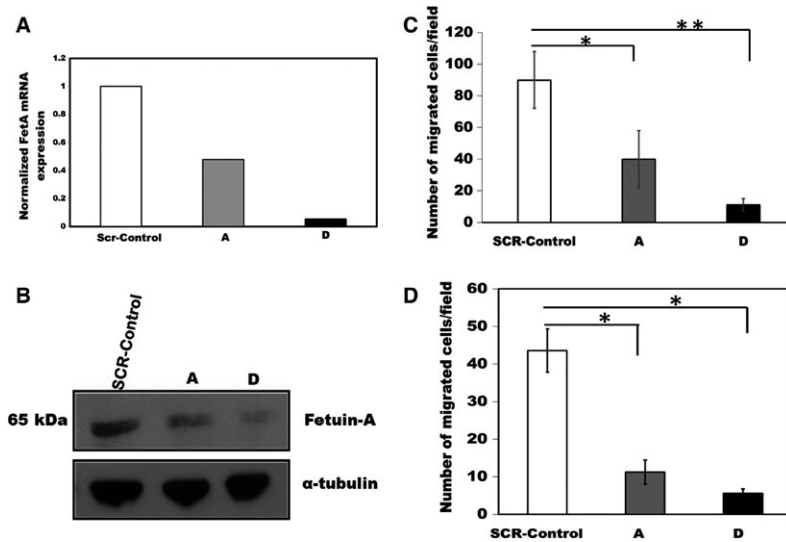 A
Normalized FetA mRNA
expression
1.2
1
0.8
0.6
0.4
0.2
0
Scr-Control A D
B
SCR-Control A D
65 kDa Fetuin-A
α-tubulin
C
Number of migrated cells/field
120
100
80
60
40
20
0
* *
*
SCR-Control A D
D
Number of migrated cells/field
60
50
40
30
20
10
0
*
*
SCR-Control A D